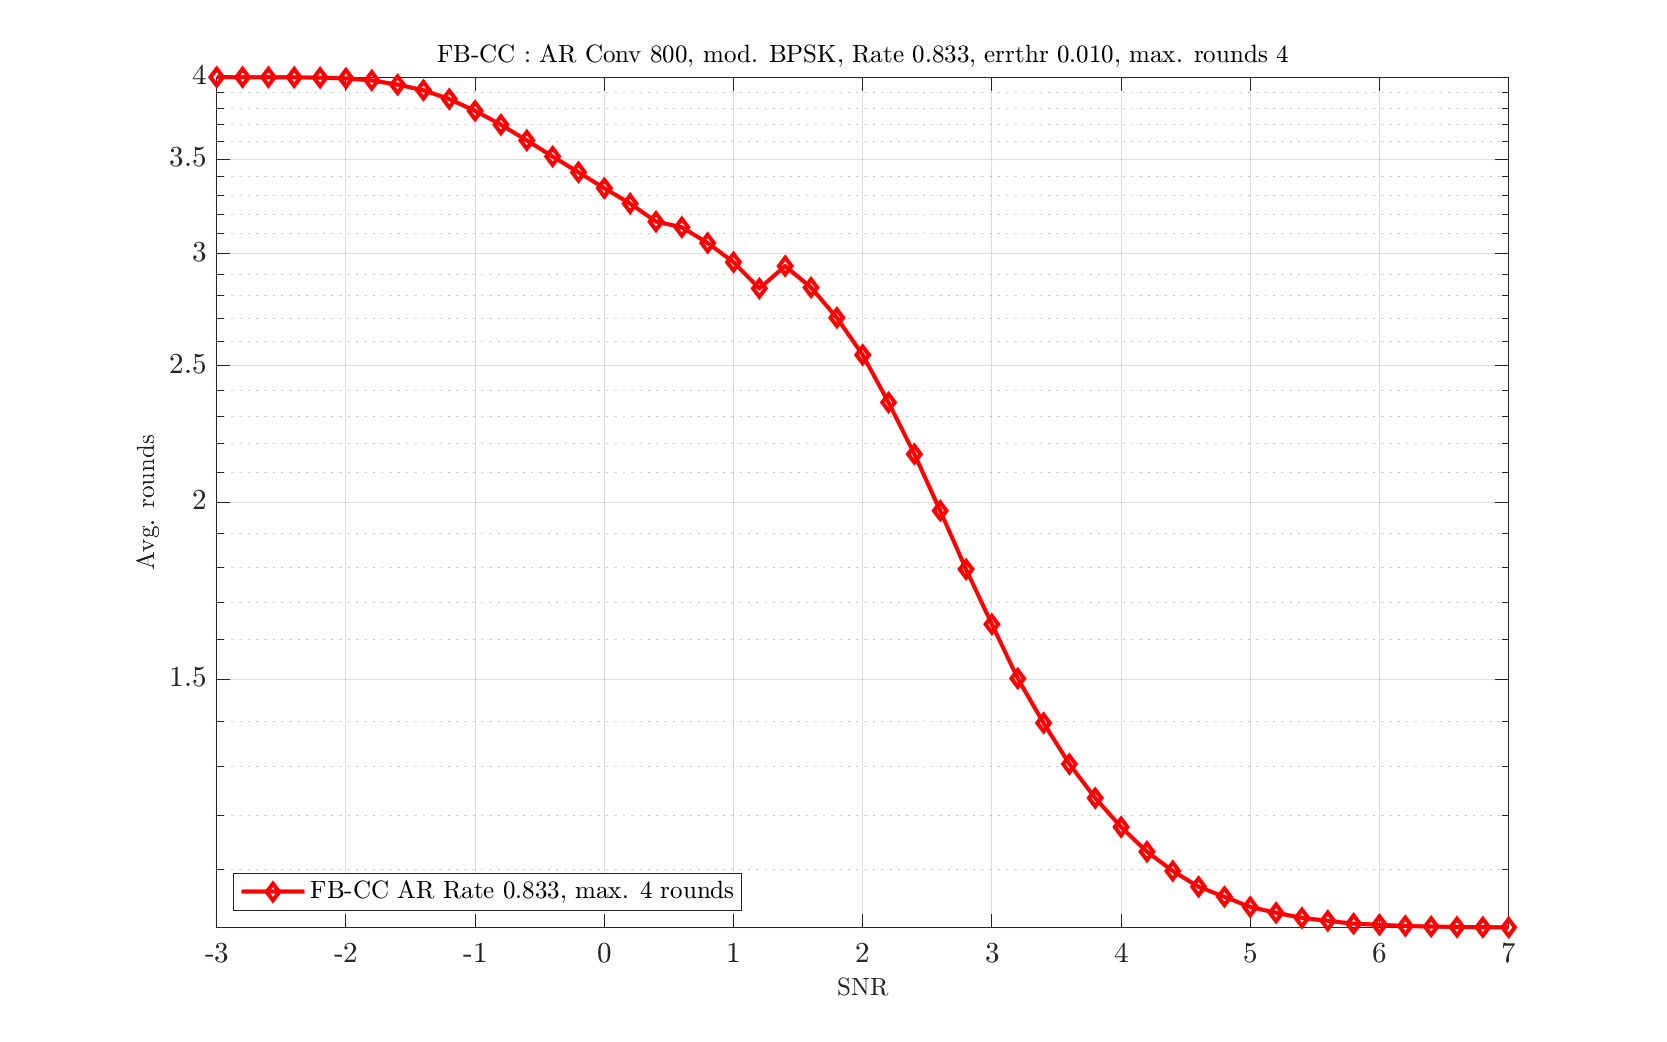 FB-CC : AR Conv 800, mod. BPSK, Rate 0.833, errthr 0.010, max. rounds 4
4
3.5
3
2.5
2
1.5
Avg. rounds
FB-CC AR Rate 0.833, max. 4 rounds
-3 -2 -1 0 1 2 3 4 5 6 7
SNR